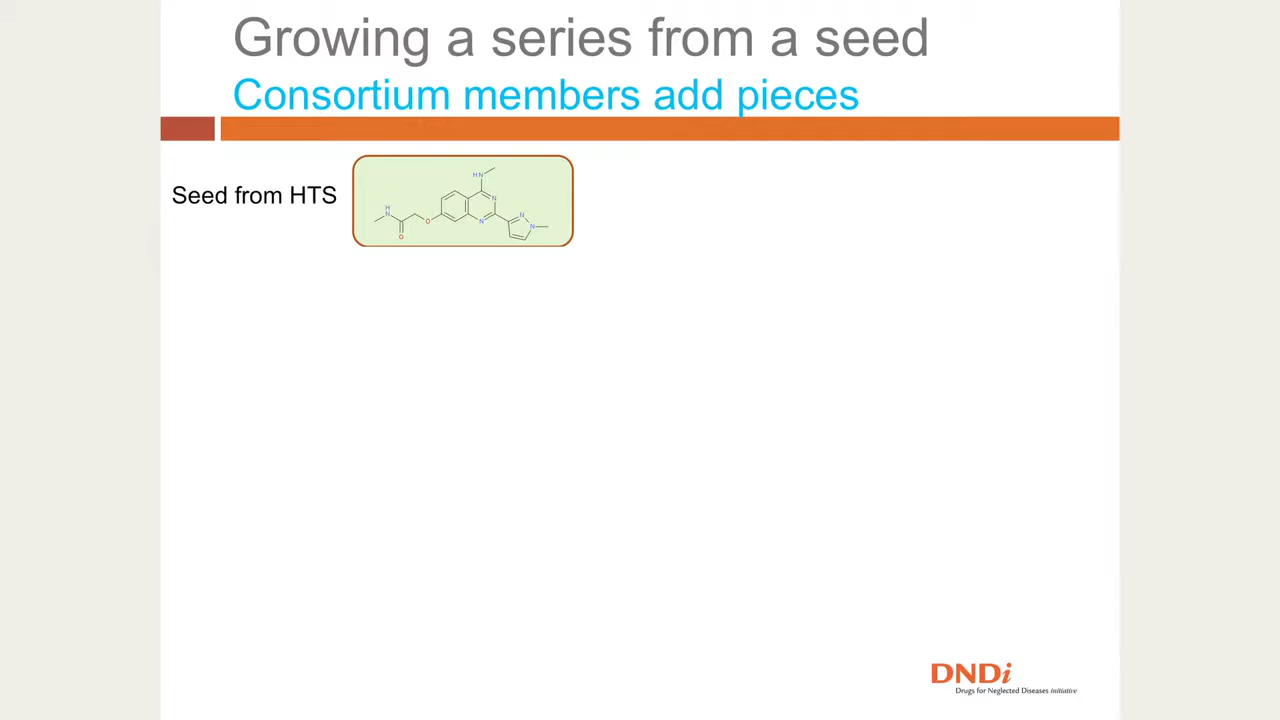 Growing a series from a seed
Consortium members add pieces
Seed from HTS
HN
N
N
N
N
H
N
O
O
DNDi
Drugs for Neglected Diseases initiative